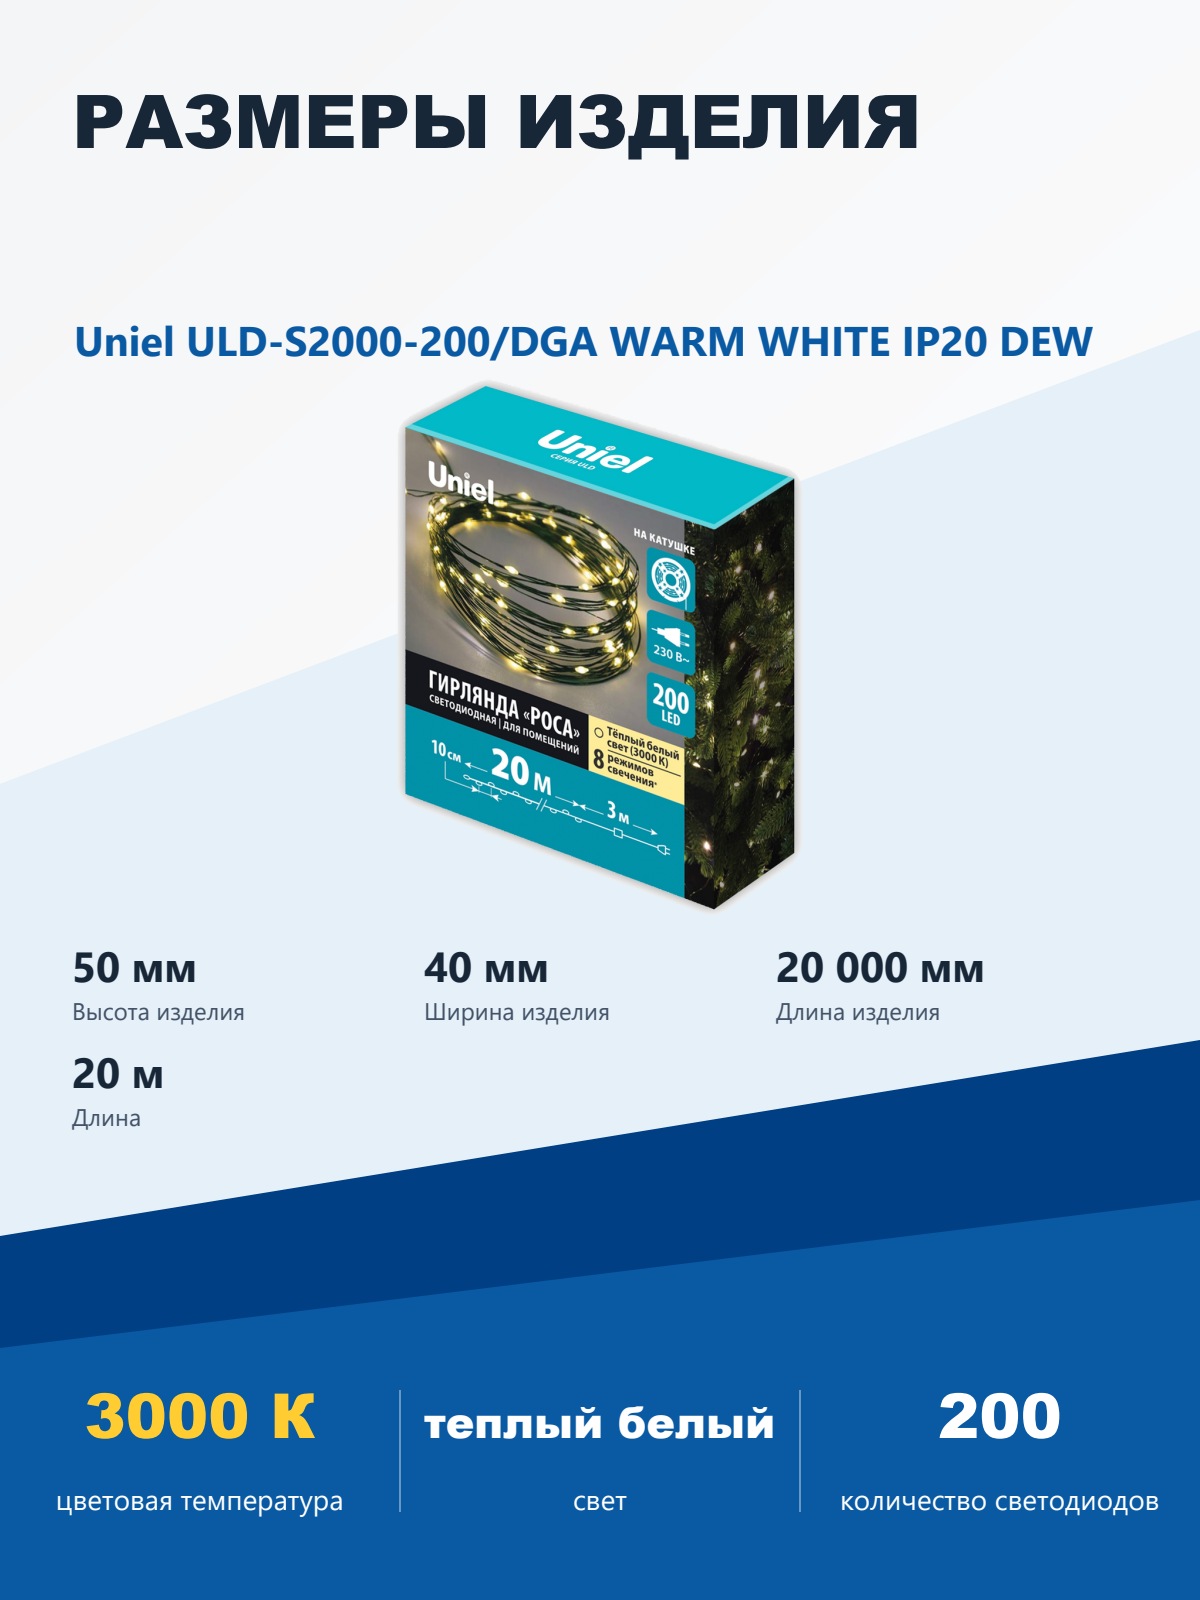 РАЗМЕРЫ ИЗДЕЛИЯ
Uniel ULD-S2000-200/DGA WARM WHITE IP20 DEW
Uniel
СЕРИЯ ULD
Uniel
НА КАТУШКЕ
230 В~
200
LED
ГИРЛЯНДА «РОСА»
СВЕТОДИОДНАЯ | ДЛЯ ПОМЕЩЕНИЙ
Тёплый белый
свет (3000 К)
8 режимов
свечения*
10 см
20 м
3 м
50 мм
Высота изделия
40 мм
Ширина изделия
20 000 мм
Длина изделия
20 м
Длина
3000 К
цветовая температура
теплый белый
свет
200
количество светодиодов